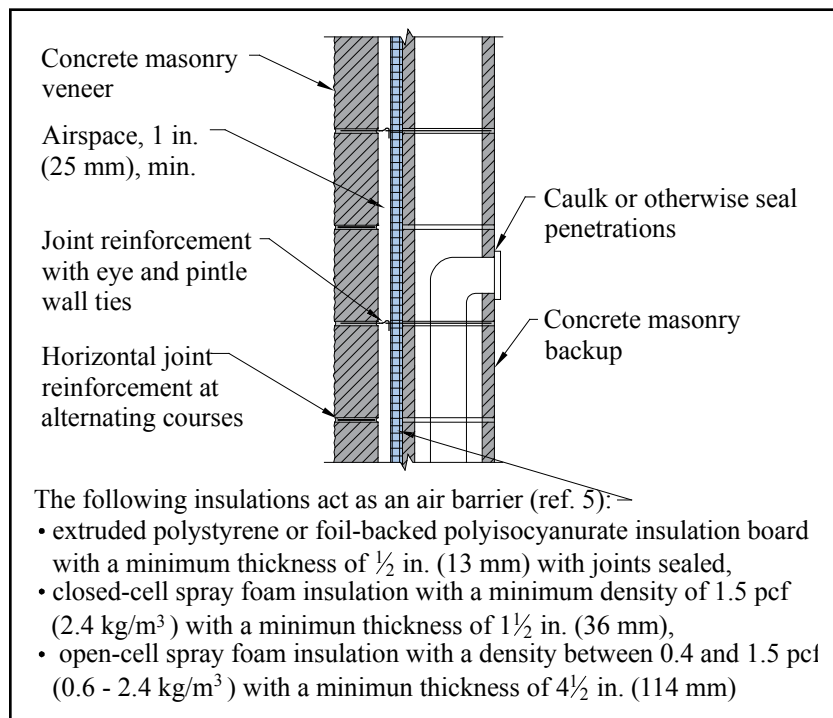 Concrete masonry
veneer
Airspace, 1 in.
(25 mm), min.
Joint reinforcement
with eye and pintle
wall ties
Horizontal joint
reinforcement at
alternating courses
Caulk or otherwise seal
penetrations
Concrete masonry
backup
The following insulations act as an air barrier (ref. 5):
• extruded polystyrene or foil-backed polyisocyanurate insulation board
with a minimum thickness of ½ in. (13 mm) with joints sealed,
• closed-cell spray foam insulation with a minimum density of 1.5 pcf
(2.4 kg/m³ ) with a minimun thickness of 1½ in. (36 mm),
• open-cell spray foam insulation with a density between 0.4 and 1.5 pcf
(0.6 - 2.4 kg/m³ ) with a minimun thickness of 4½ in. (114 mm)